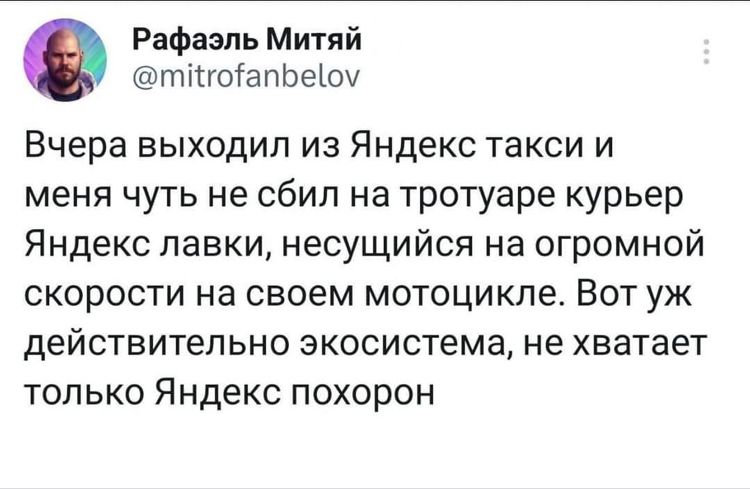 Рафаэль Митяй
@mitrofanbelov
Вчера выходил из Яндекс такси и
меня чуть не сбил на тротуаре курьер
Яндекс лавки, несущийся на огромной
скорости на своем мотоцикле. Вот уж
действительно экосистема, не хватает
только Яндекс похорон